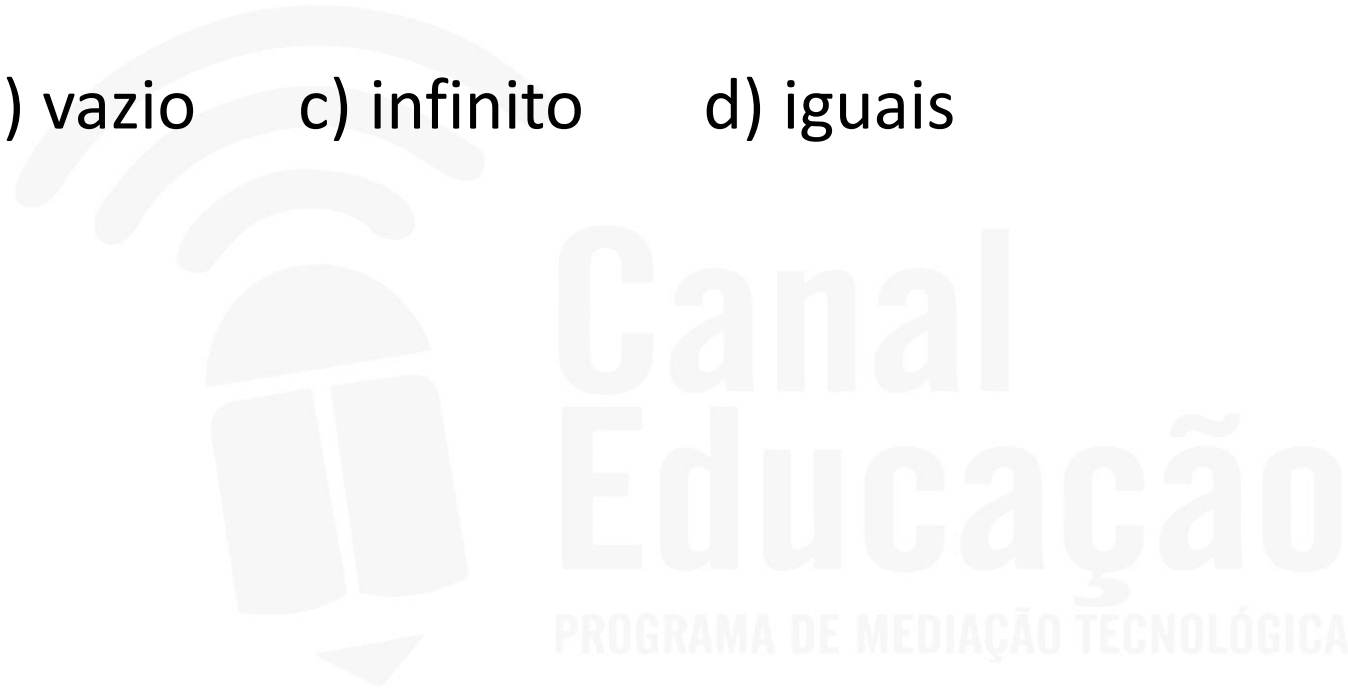 ) vazio c) infinito d) iguais
Canal
Educação
PROGRAMA DE MEDIAÇÃO TECNOLÓGICA